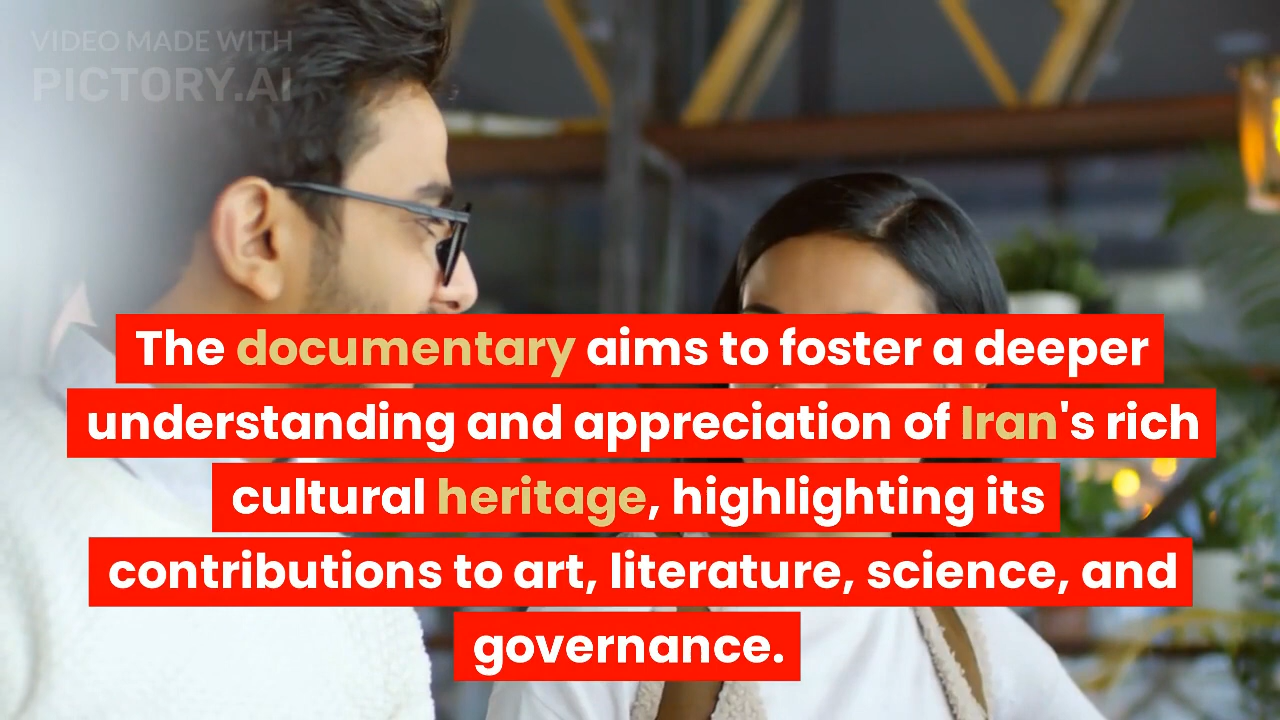 VIDEO MADE WITH
PICTORY.AI
The documentary aims to foster a deeper
understanding and appreciation of Iran's rich
cultural heritage, highlighting its
contributions to art, literature, science, and
governance.